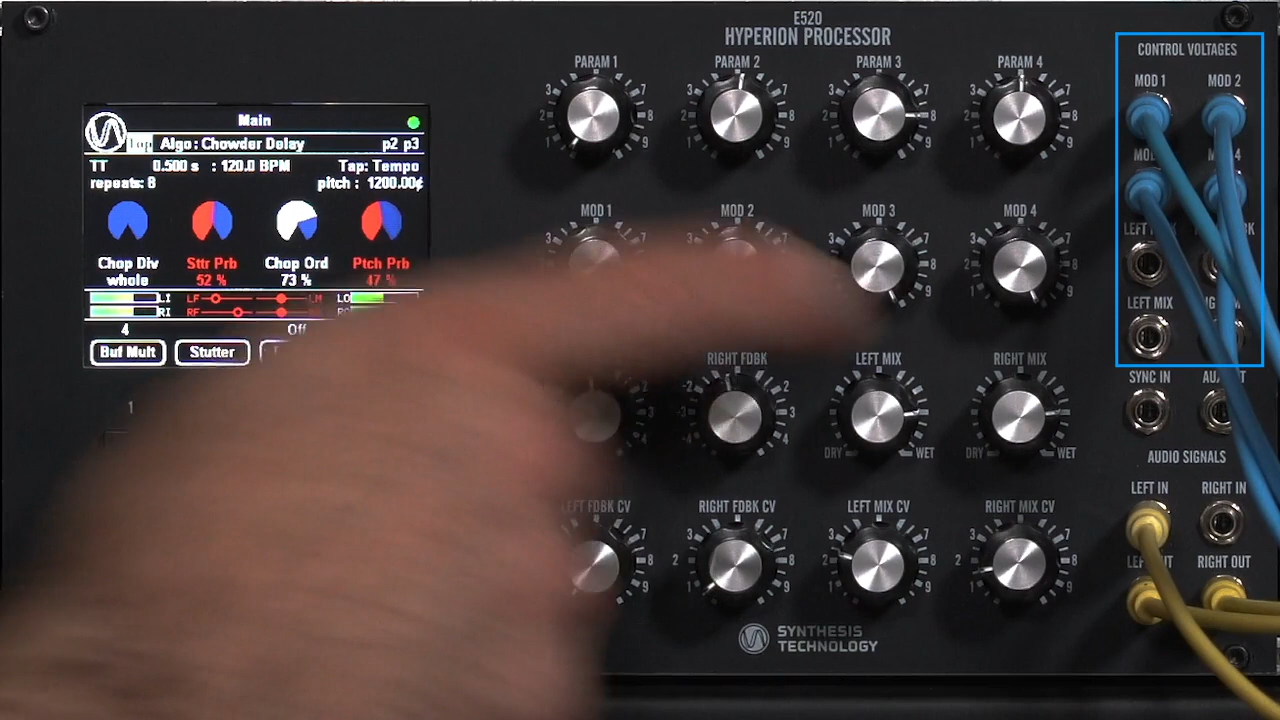 E520
HYPERION PROCESSOR
CONTROL VOLTAGES
PARAM 1 PARAM 2 PARAM 3 PARAM 4
MOD 1 MOD 2
Main
Algo: Chowder Delay p2 p3
TT 0.500 s : 120.0 BPM Tap: Tempo
repeats: 8 pitch : 1200.00¢
MOD 1 MOD 2 MOD 3 MOD 4
Chop Div Sttr Prb Chop Ord Ptch Prb
whole 52 % 73 % 47 %
LI LF LM LO
RI RF
4 Off
Buf Mult Stutter
LEFT MIX
RIGHT FDBK LEFT MIX RIGHT MIX
SYNC IN
DRY WET DRY WET
AUDIO SIGNALS
LEFT IN RIGHT IN
LEFT FDBK CV RIGHT FDBK CV LEFT MIX CV RIGHT MIX CV
RIGHT OUT
SYNTHESIS
TECHNOLOGY